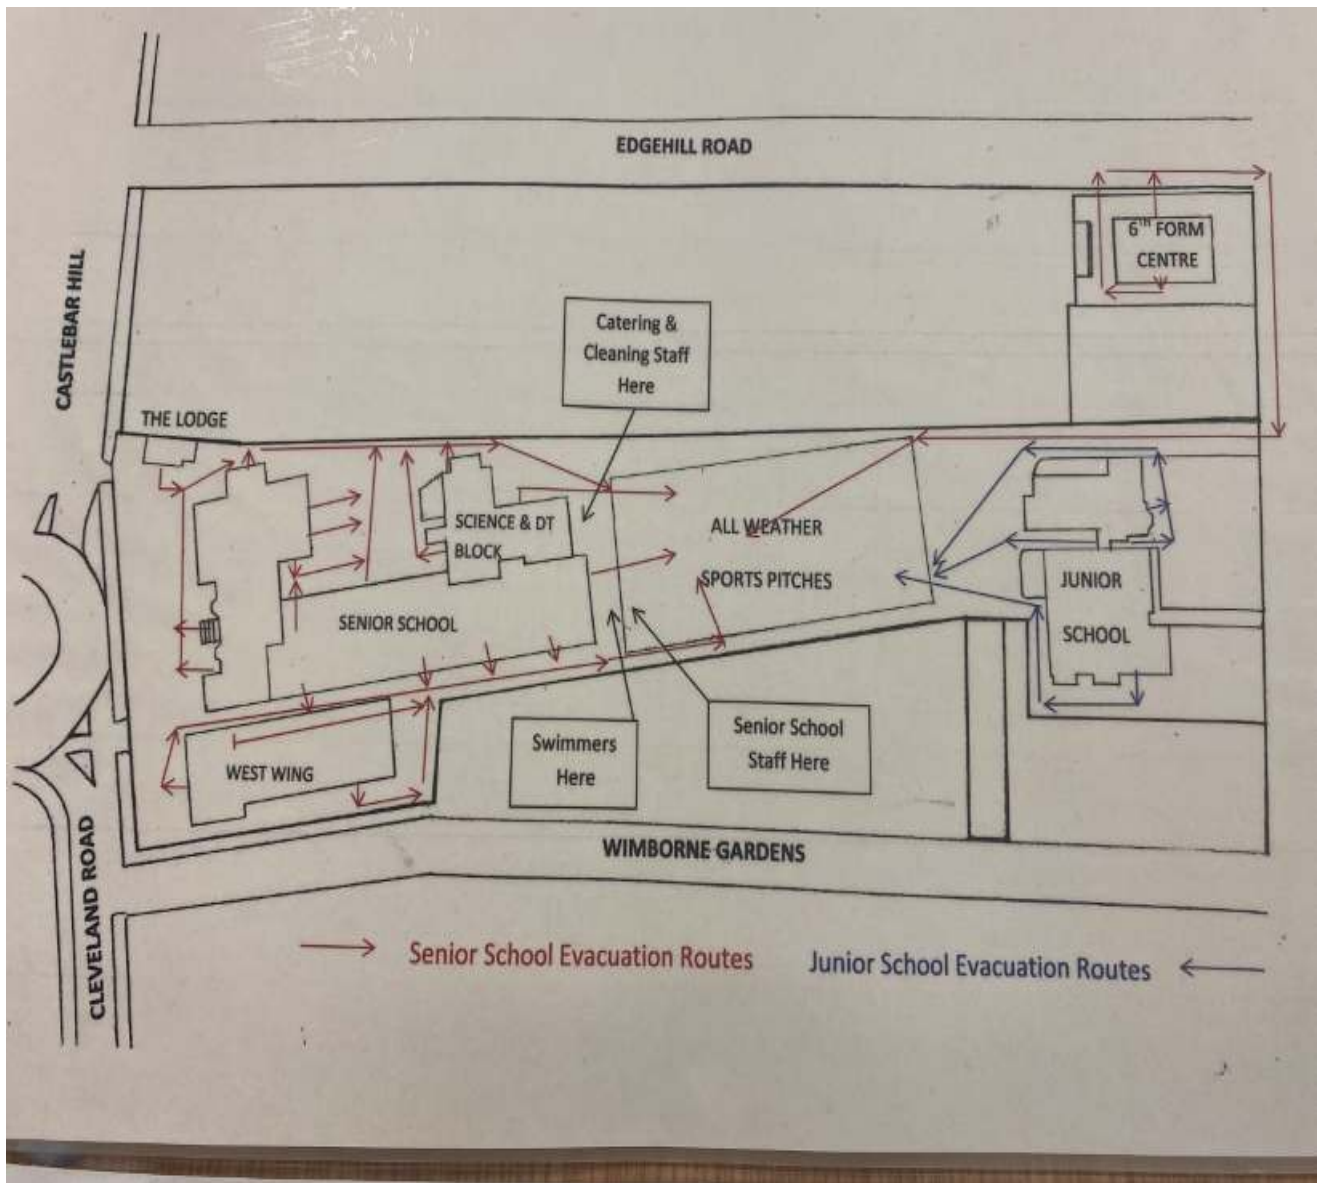 EDGEHILL ROAD
6TH FORM
CENTRE
CASTLEBAR HILL
Catering &
Cleaning Staff
Here
THE LODGE
SCIENCE & DT
BLOCK
ALL WEATHER
SPORTS PITCHES
JUNIOR
SCHOOL
SENIOR SCHOOL
Swimmers
Here
Senior School
Staff Here
WEST WING
WIMBORNE GARDENS
CLEVELAND ROAD
Senior School Evacuation Routes
Junior School Evacuation Routes